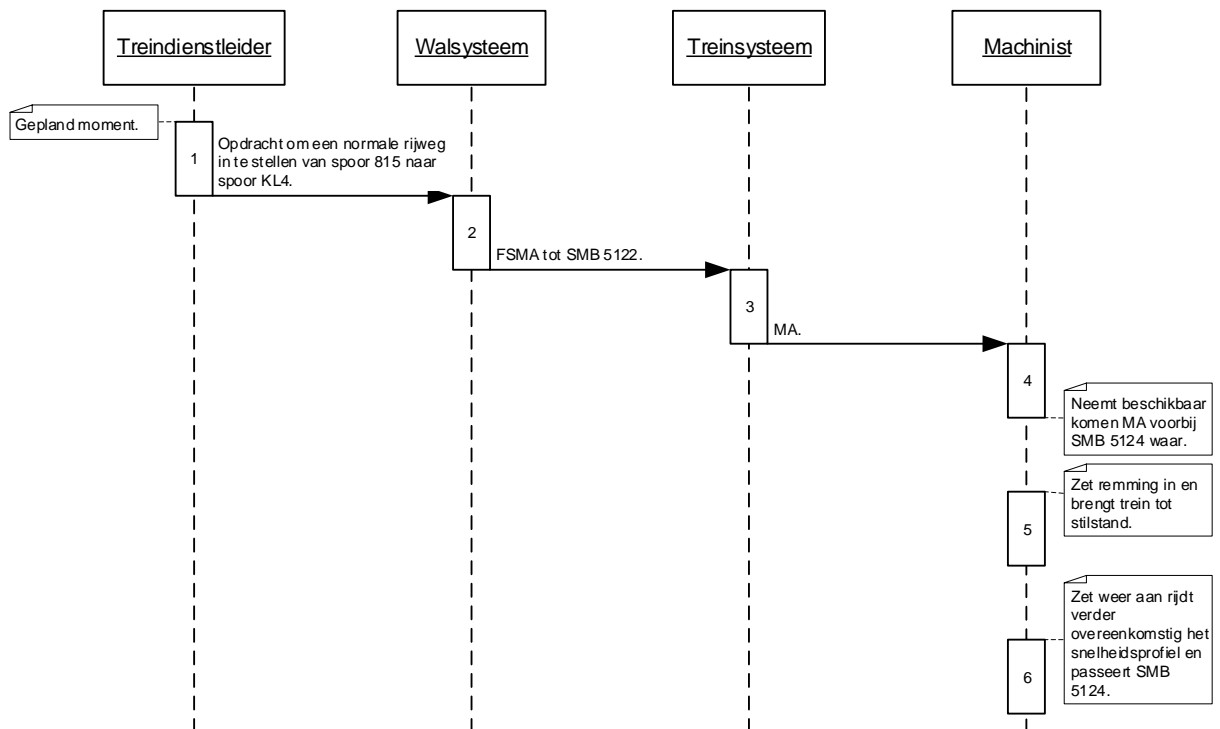 Treindienstleider
Walsysteem
Treinsysteem
Machinist
Gepland moment.
1
Opdracht om een normale rijweg
in te stellen van spoor 815 naar
spoor KL4.
2
FSMA tot SMB 5122.
3
MA.
4
Neemt beschikbaar
komen MA voorbij
SMB 5124 waar.
Zet remming in en
brengt trein tot
stilstand.
5
Zet weer aan rijdt
verder
overeenkomstig het
snelheidsprofiel en
passeert SMB
5124.
6